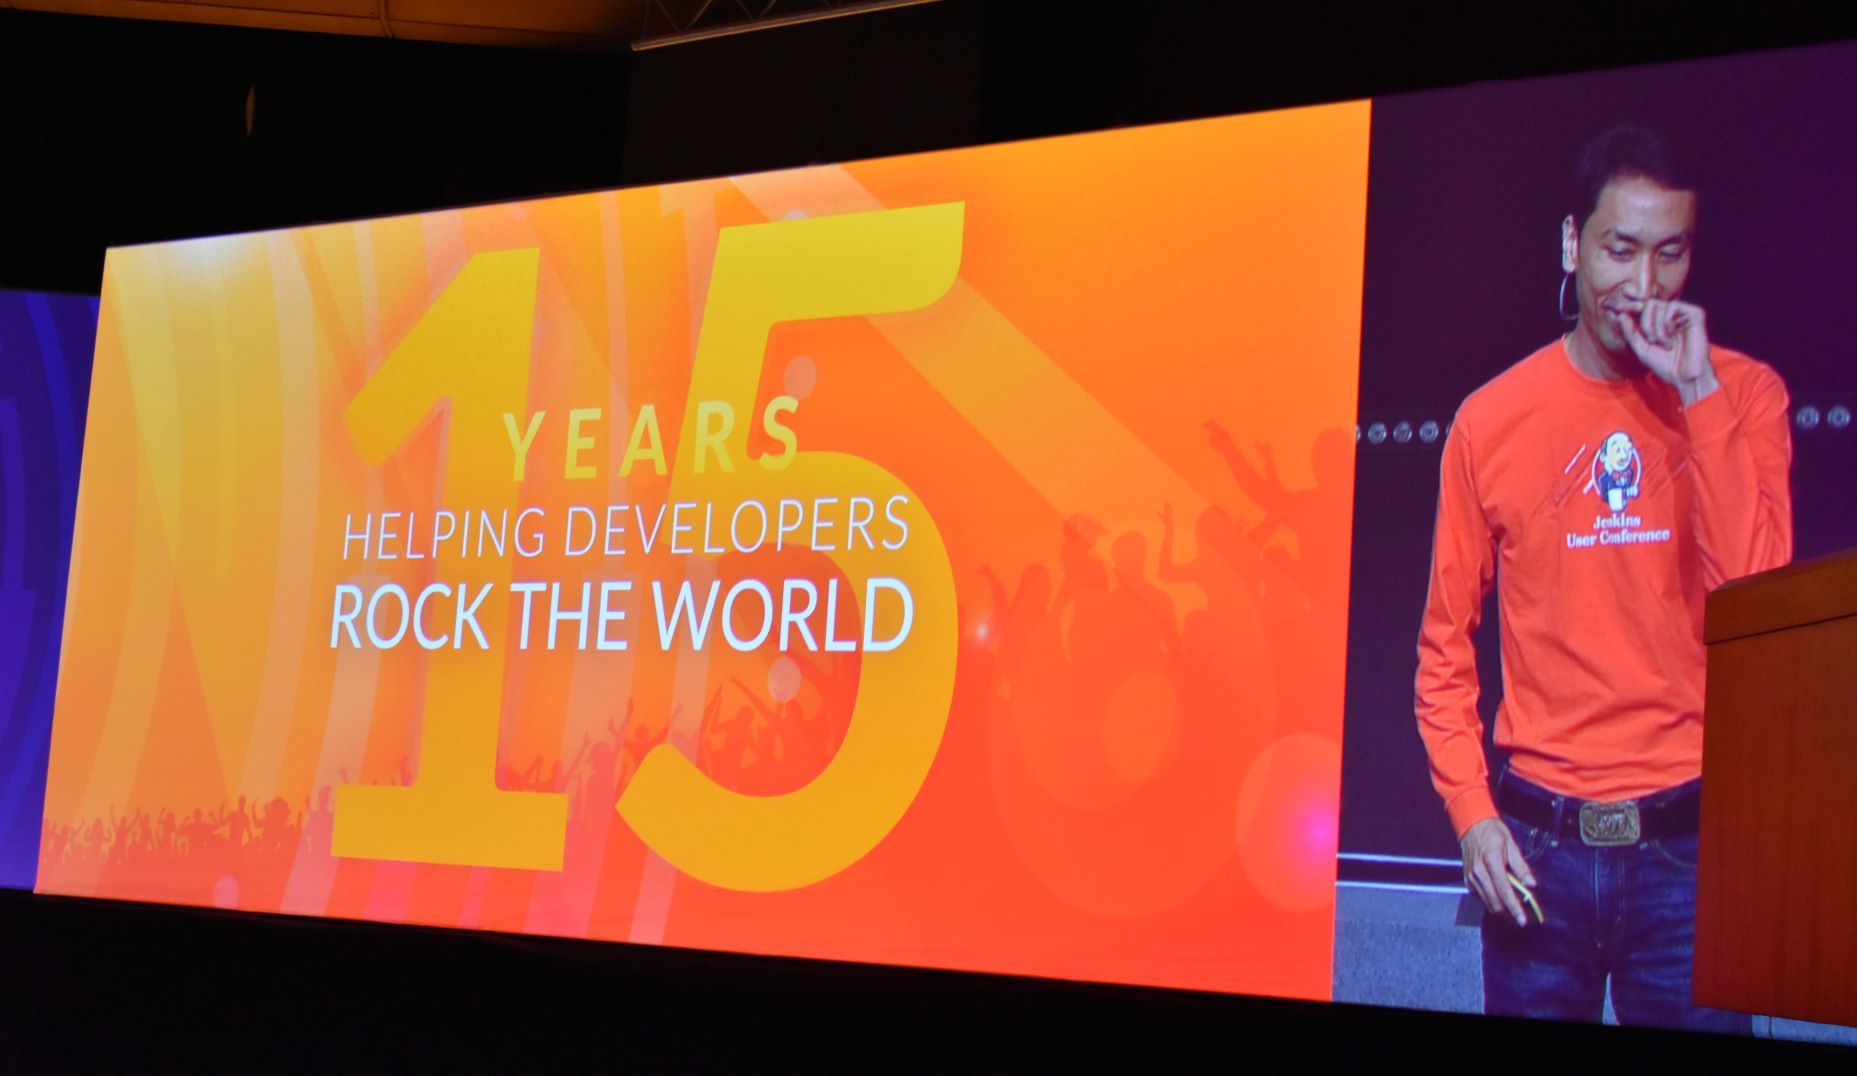 15
YEARS
HELPING DEVELOPERS
ROCK THE WORLD
Jenkins
User Conference